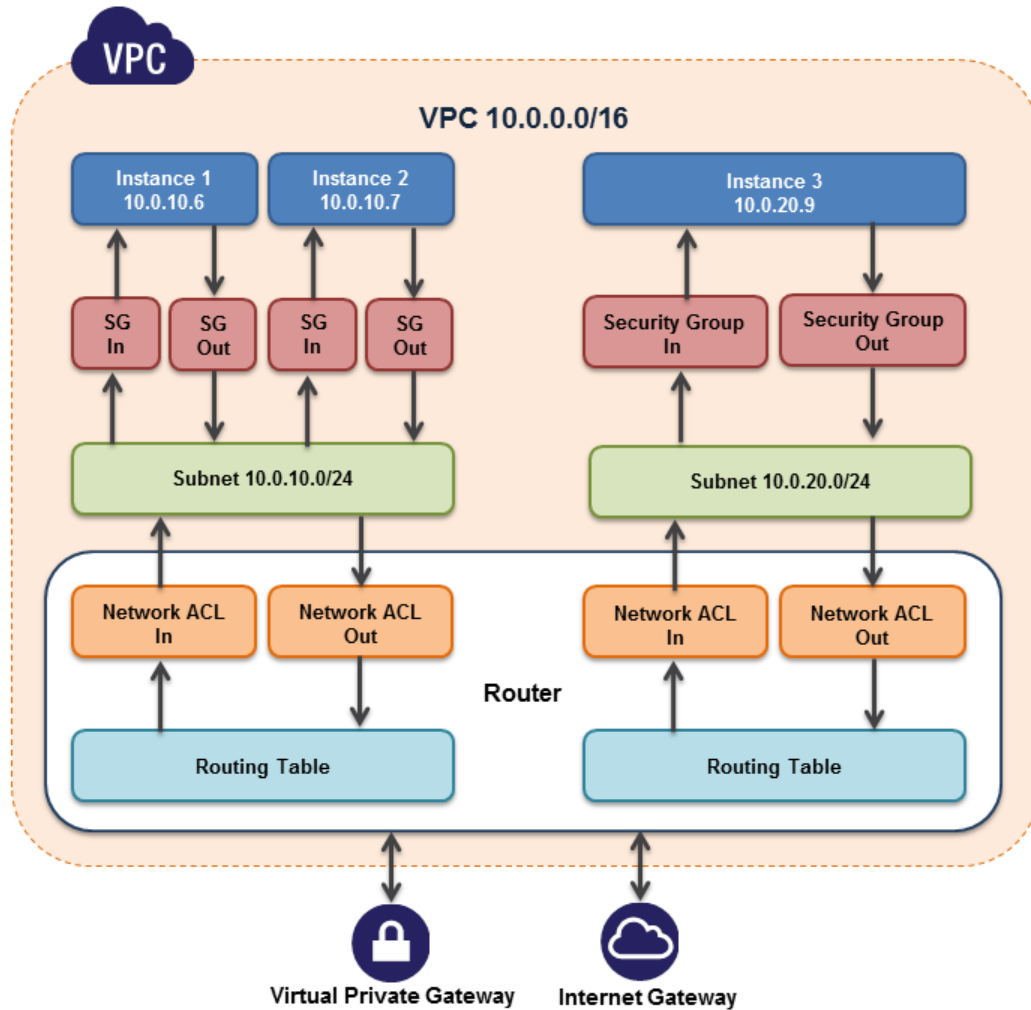 VPC
VPC 10.0.0.0/16
Instance 1
10.0.10.6
Instance 2
10.0.10.7
Instance 3
10.0.20.9
SG
In
SG
Out
SG
In
SG
Out
Security Group
In
Security Group
Out
Subnet 10.0.10.0/24
Subnet 10.0.20.0/24
Network ACL
In
Network ACL
Out
Network ACL
In
Network ACL
Out
Router
Routing Table
Routing Table
Virtual Private Gateway
Internet Gateway